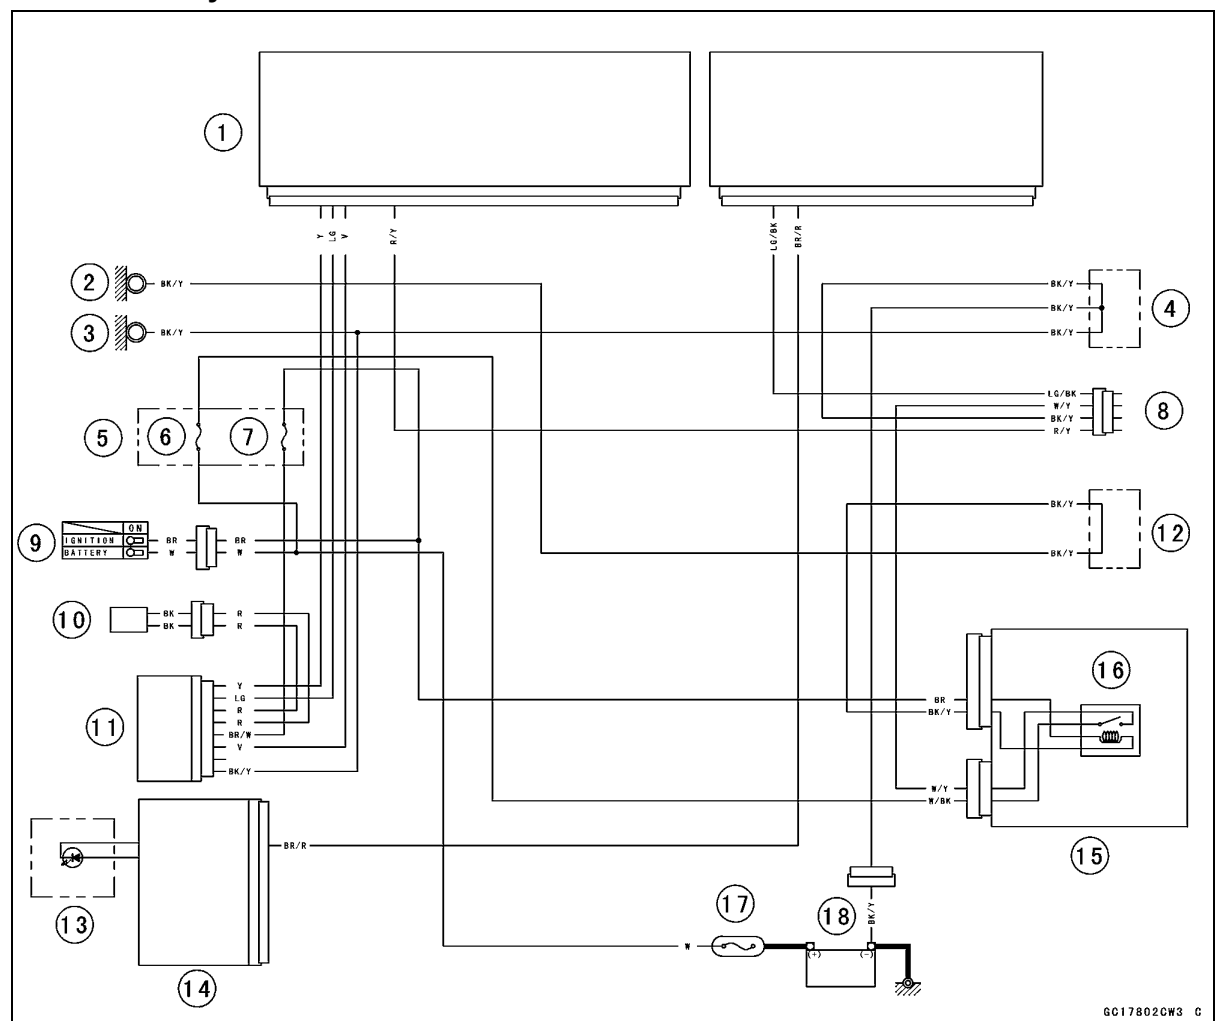 1
Y LG V R/Y LG/BK BR/R
2 BK/Y BK/Y 4
BK/Y
3 BK/Y BK/Y
LG/BK
W/Y 8
BK/Y
R/Y
5 6 7
BK/Y
ON
9 IGNITION BR BR 12
BATTERY W W BK/Y
10 BK R
BK R
16
Y
LG BR
R BK/Y
11 R
BR/W
V
BK/Y W/Y
W/BK
BR/R 15
13 17 18 BK/Y
W (+) (-)
14
GC17802CW3 C